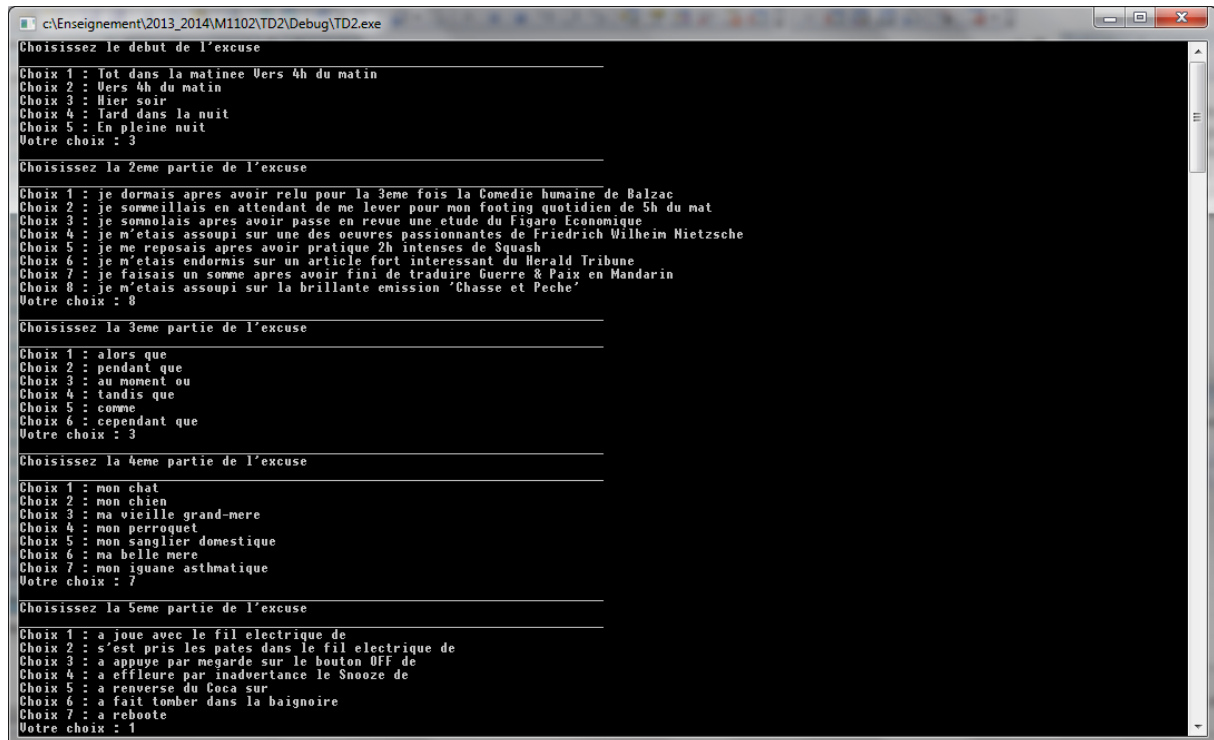 c:\Enseignement\2013_2014\M1102\TD2\Debug\TD2.exe
Choisissez le debut de l'excuse
Choix 1 : Tot dans la matinee Vers 4h du matin
Choix 2 : Vers 4h du matin
Choix 3 : Hier soir
Choix 4 : Tard dans la nuit
Choix 5 : En pleine nuit
Votre choix : 3
Choisissez la 2eme partie de l'excuse
Choix 1 : je dormais apres avoir relu pour la 3eme fois la Comedie humaine de Balzac
Choix 2 : je sommeillais en attendant de me lever pour mon footing quotidien de 5h du mat
Choix 3 : je somnolais apres avoir passe en revue une etude du Figaro Economique
Choix 4 : je m'etais assoupi sur une des oeuvres passionnantes de Friedrich Wilheim Nietzsche
Choix 5 : je me reposais apres avoir pratique 2h intenses de Squash
Choix 6 : je m'etais endormis sur un article fort interessant du Herald Tribune
Choix 7 : je faisais un somme apres avoir fini de traduire Guerre & Paix en Mandarin
Choix 8 : je m'etais assoupi sur la brillante emission 'Chasse et Peche'
Votre choix : 8
Choisissez la 3eme partie de l'excuse
Choix 1 : alors que
Choix 2 : pendant que
Choix 3 : au moment ou
Choix 4 : tandis que
Choix 5 : comme
Choix 6 : cependant que
Votre choix : 3
Choisissez la 4eme partie de l'excuse
Choix 1 : mon chat
Choix 2 : mon chien
Choix 3 : ma vieille grand-mere
Choix 4 : mon perroquet
Choix 5 : mon sanglier domestique
Choix 6 : ma belle mere
Choix 7 : mon iguane asthmatique
Votre choix : 7
Choisissez la 5eme partie de l'excuse
Choix 1 : a joue avec le fil electrique de
Choix 2 : s'est pris les pates dans le fil electrique de
Choix 3 : a appuye par megarde sur le bouton OFF de
Choix 4 : a effleure par inadvertance le Snooze de
Choix 5 : a renverse du Coca sur
Choix 6 : a fait tomber dans la baignoire
Choix 7 : a reboote
Votre choix : 1